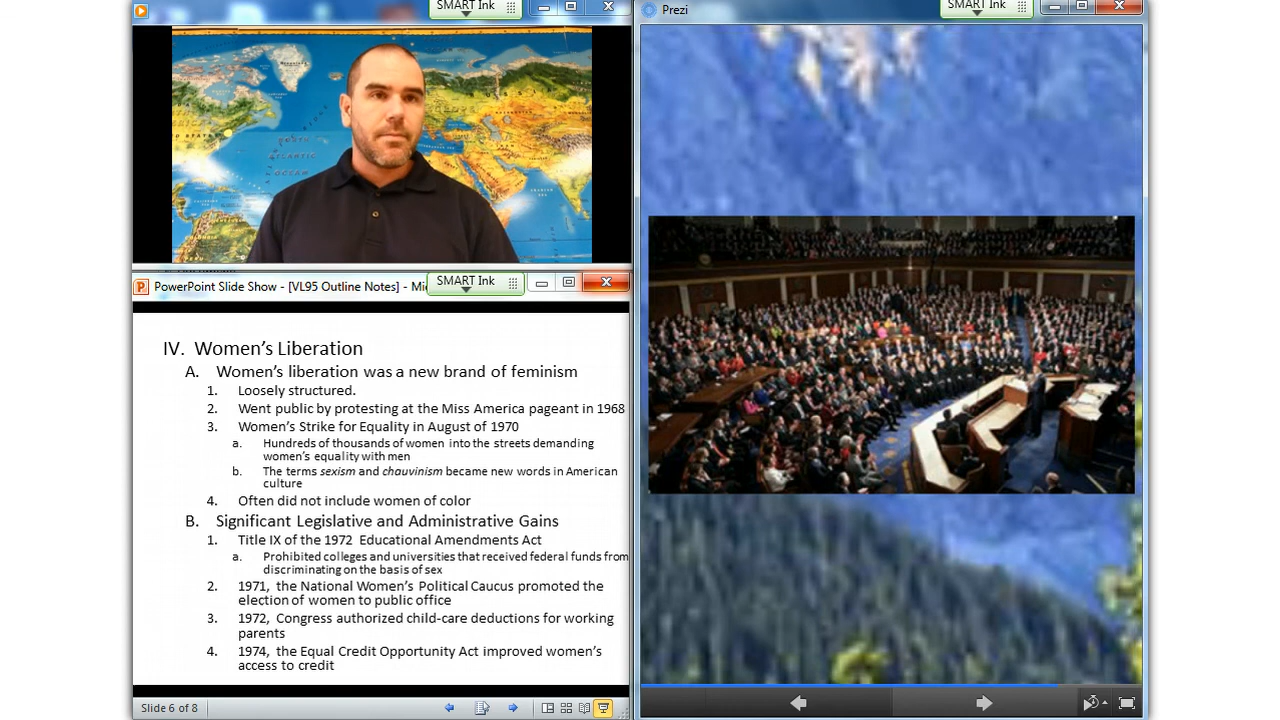 SMART Ink
SMART Ink
Prezi
SOUTH
ATLANTIC
OCEAN
PowerPoint Slide Show - [VL95 Outline Notes] - Mi
SMART Ink
IV. Women's Liberation
A. Women's liberation was a new brand of feminism
1. Loosely structured.
2. Went public by protesting at the Miss America pageant in 1968
3. Women's Strike for Equality in August of 1970
a. Hundreds of thousands of women into the streets demanding
women's equality with men
b. The terms sexism and chauvinism became new words in American
culture
4. Often did not include women of color
B. Significant Legislative and Administrative Gains
1. Title IX of the 1972 Educational Amendments Act
a. Prohibited colleges and universities that received federal funds from
discriminating on the basis of sex
2. 1971, the National Women's Political Caucus promoted the
election of women to public office
3. 1972, Congress authorized child-care deductions for working
parents
4. 1974, the Equal Credit Opportunity Act improved women's
access to credit
Slide 6 of 8